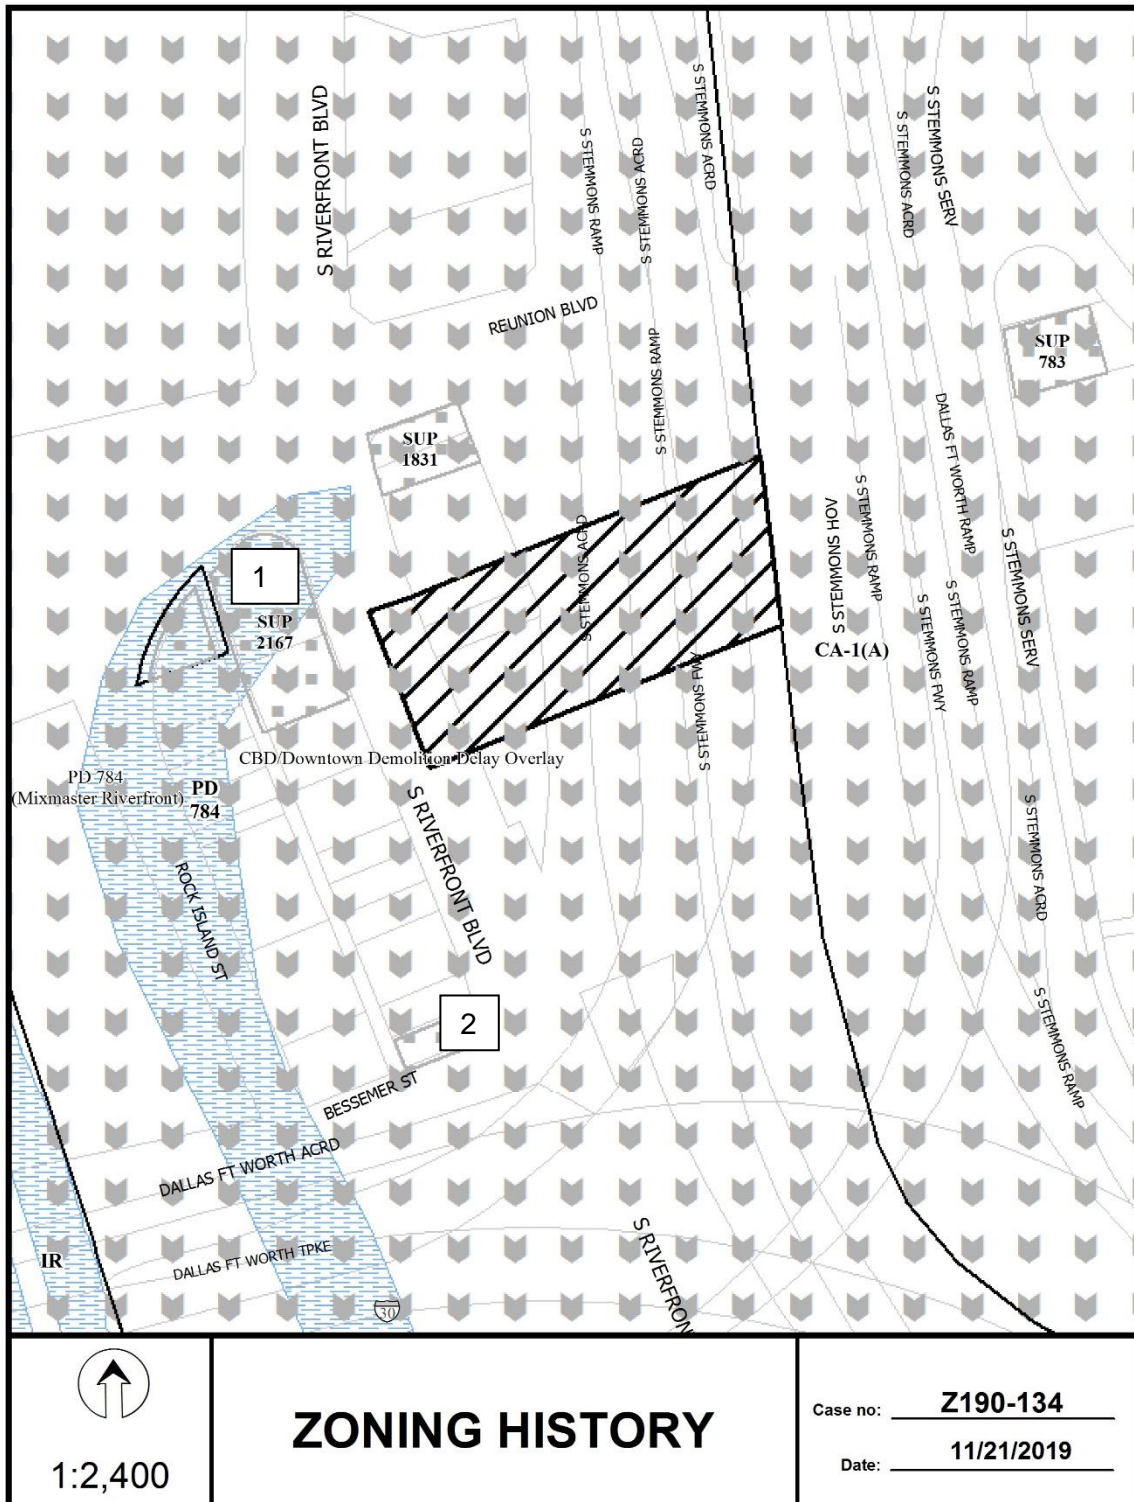 S RIVERFRONT BLVD
S STEMMONS RAMP
S STEMMONS ACRD
S STEMMONS ACRD
S STEMMONS ACRD
S STEMMONS SERV
REUNION BLVD
S STEMMONS RAMP
SUP
783
DALLAS FT WORTH RAMP
SUP
1831
S STEMMONS ACRD
S STEMMONS HOV
S STEMMONS RAMP
S STEMMONS SERV
1
SUP
2167
S STEMMONS FWY
S STEMMONS RAMP
CA-1(A)
S STEMMONS FWY
CBD/Downtown Demolition Delay Overlay
PD 784
(Mixmaster Riverfront)
PD
784
S RIVERFRONT BLVD
S STEMMONS ACRD
ROCK ISLAND ST
2
S STEMMONS RAMP
BESSEMER ST
DALLAS FT WORTH ACRD
DALLAS FT WORTH TPKE
IR
30
S RIVERFRON
1:2,400
ZONING HISTORY
Case no: Z190-134
Date: 11/21/2019